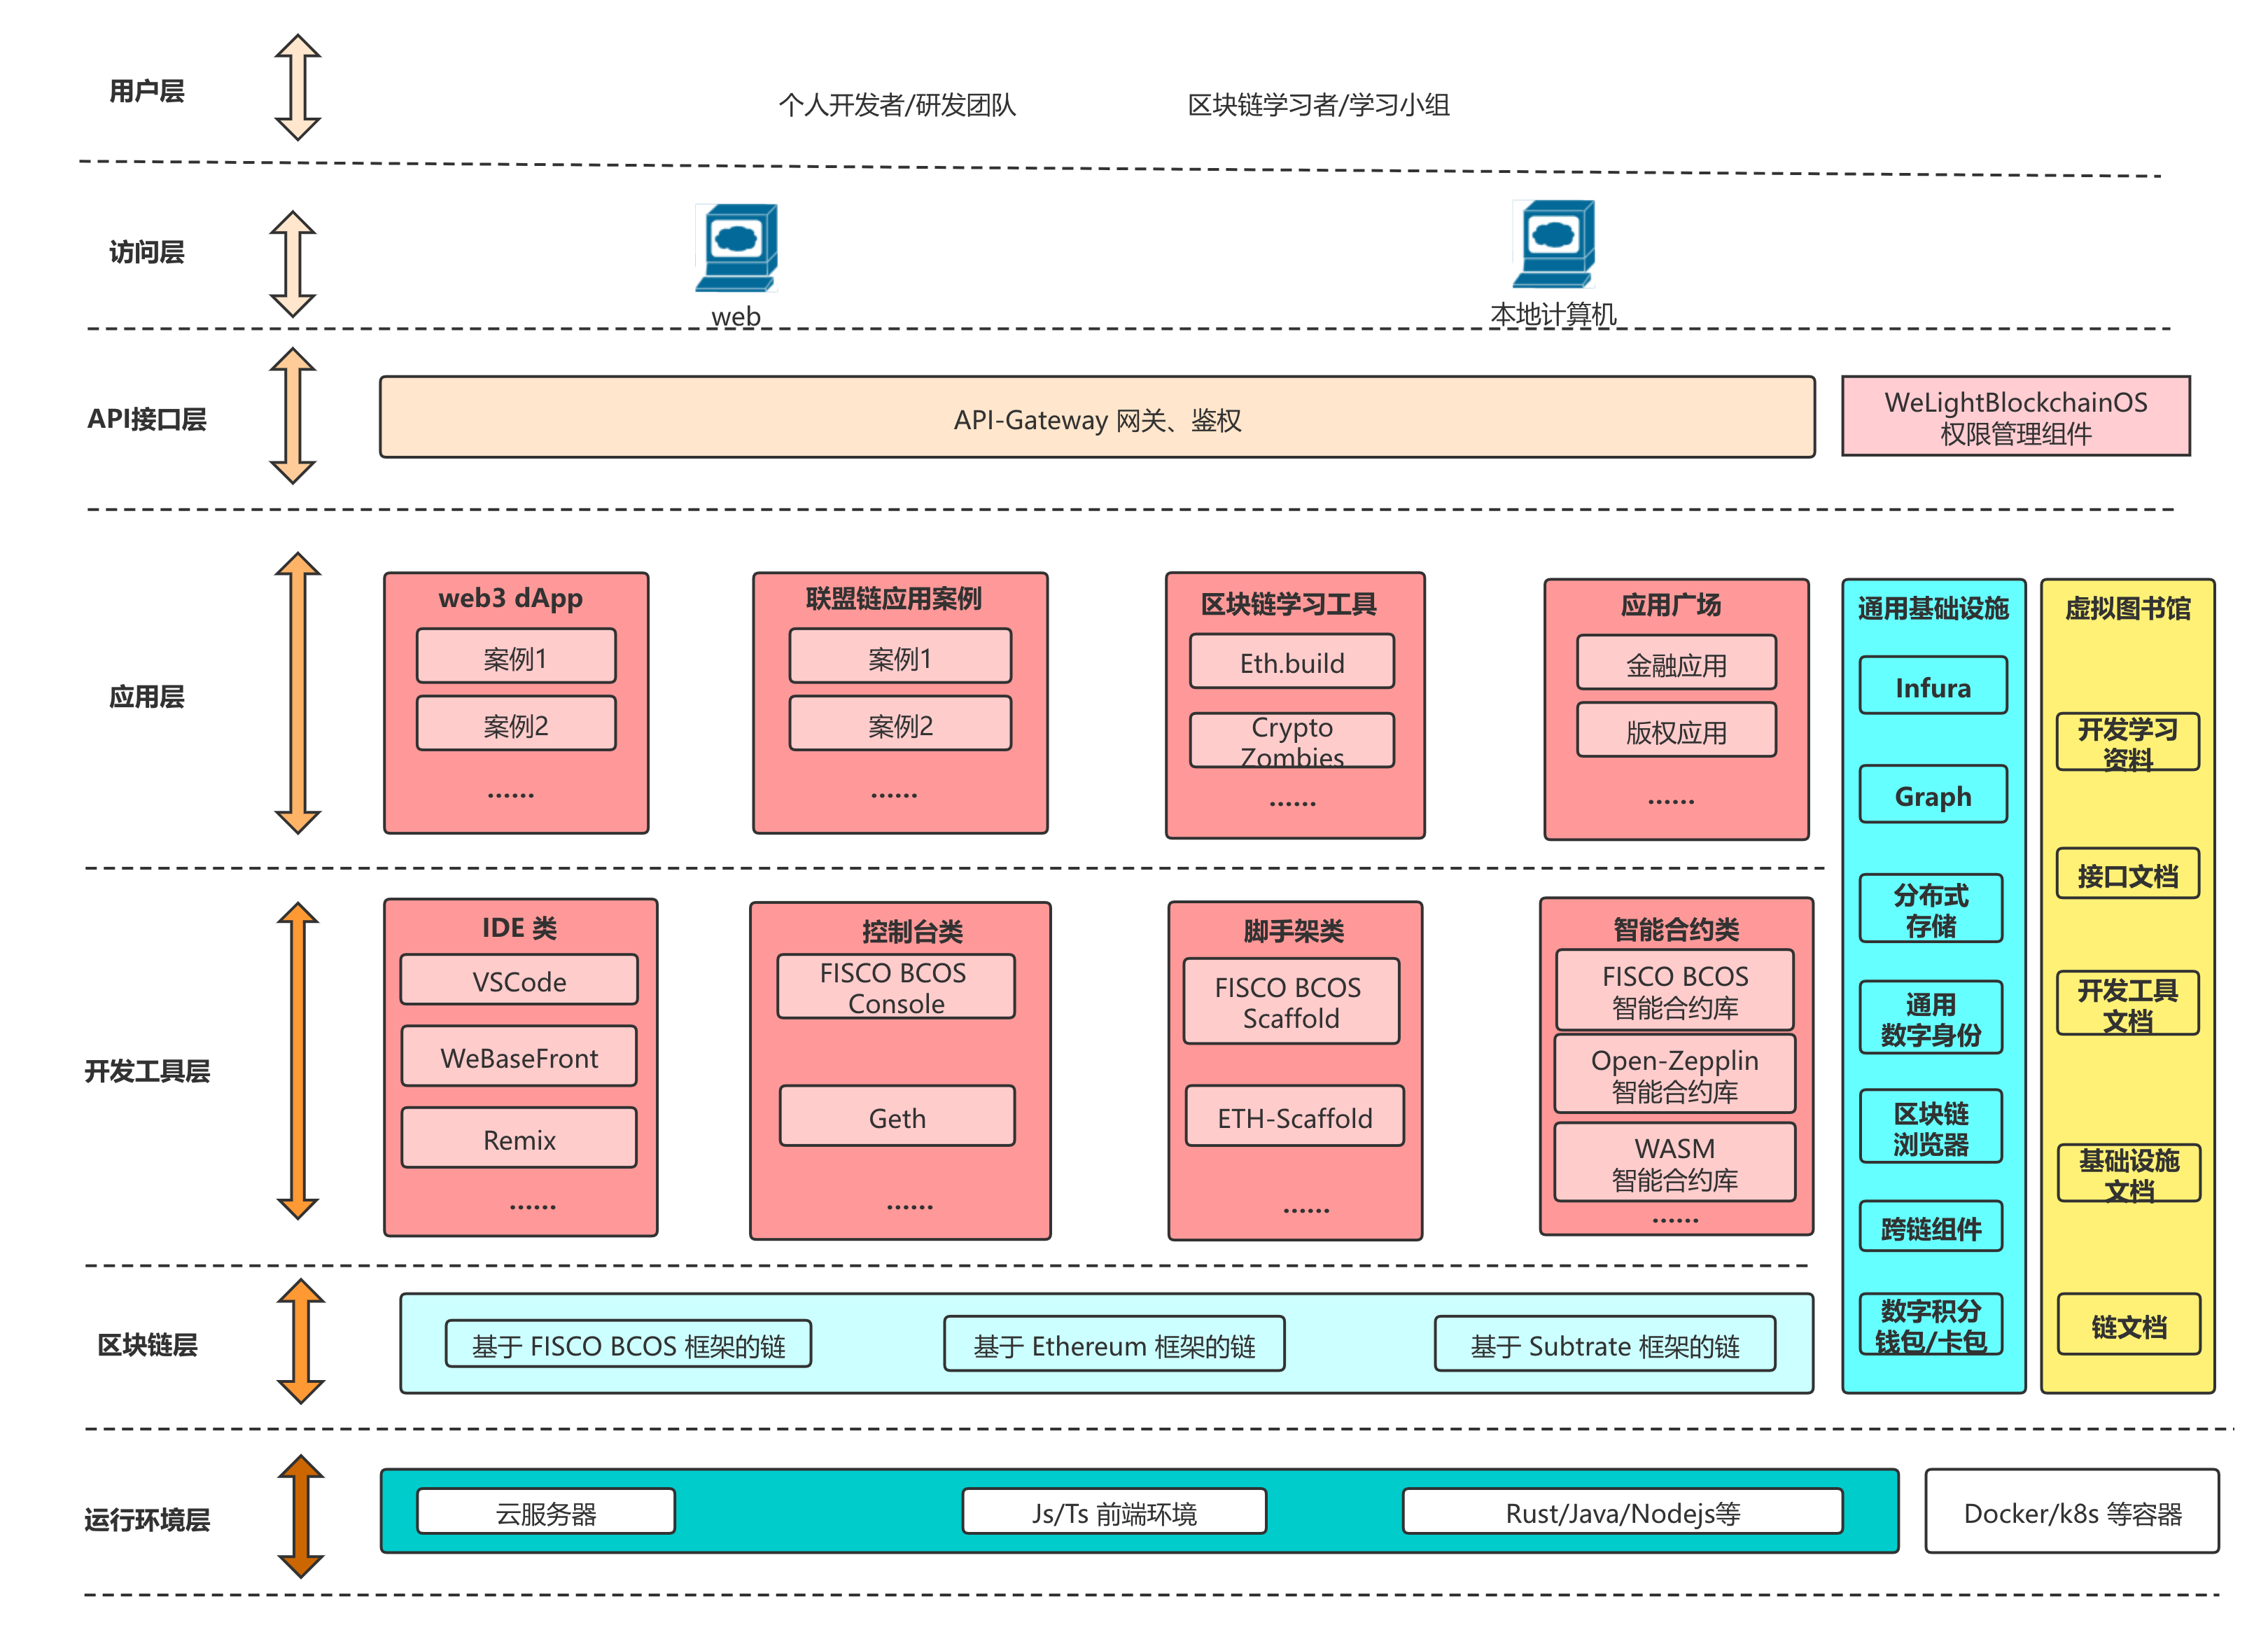 用户层
个人开发者/研发团队
区块链学习者/学习小组
访问层
web
本地计算机
API接口层
API-Gateway 网关、鉴权
WeLightBlockchainOS
权限管理组件
应用层
web3 dApp
案例1
案例2
......
联盟链应用案例
案例1
案例2
......
区块链学习工具
Eth.build
Crypto
Zombies
......
应用广场
金融应用
版权应用
......
开发工具层
IDE 类
VSCode
WeBaseFront
Remix
......
控制台类
FISCO BCOS
Console
Geth
......
脚手架类
FISCO BCOS
Scaffold
ETH-Scaffold
......
智能合约类
FISCO BCOS
智能合约库
Open-Zepplin
智能合约库
WASM
智能合约库
......
通用基础设施
Infura
Graph
分布式
存储
通用
数字身份
区块链
浏览器
跨链组件
数字积分
钱包/卡包
虚拟图书馆
开发学习
资料
接口文档
开发工具
文档
基础设施
文档
链文档
区块链层
基于 FISCO BCOS 框架的链
基于 Ethereum 框架的链
基于 Subtrate 框架的链
运行环境层
云服务器
Js/Ts 前端环境
Rust/Java/Nodejs等
Docker/k8s 等容器